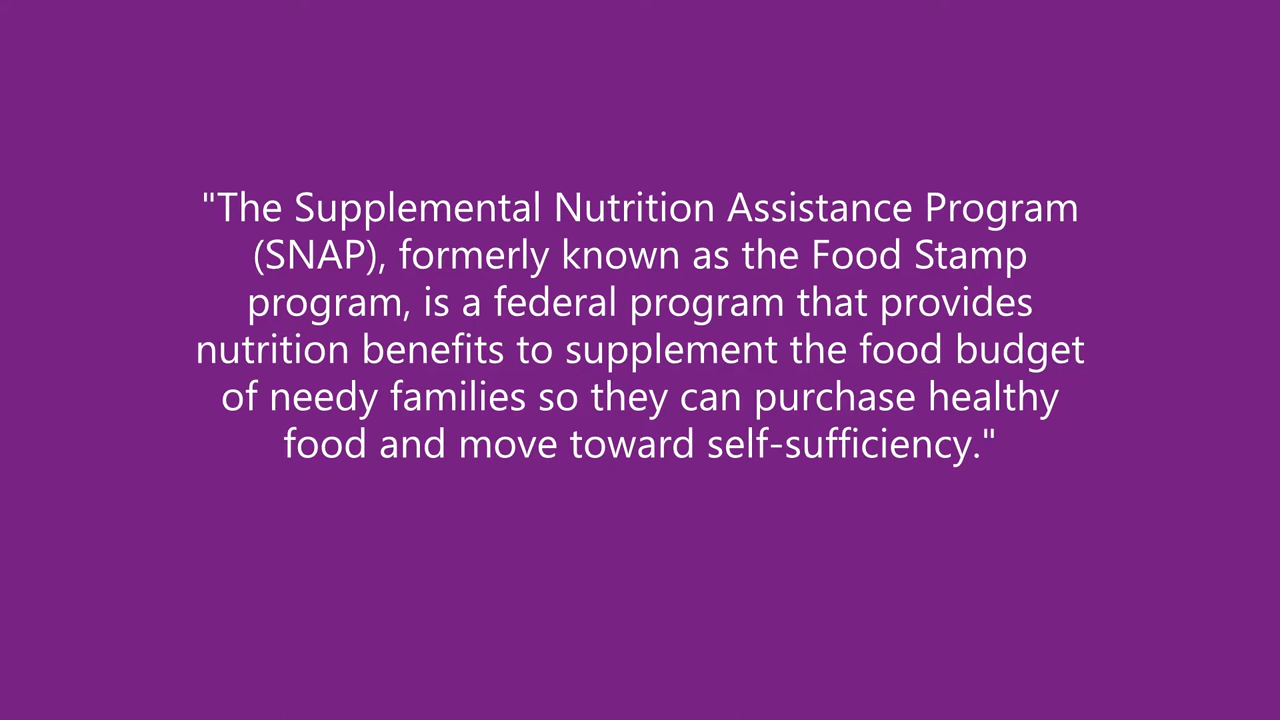 "The Supplemental Nutrition Assistance Program
(SNAP), formerly known as the Food Stamp
program, is a federal program that provides
nutrition benefits to supplement the food budget
of needy families so they can purchase healthy
food and move toward self-sufficiency."